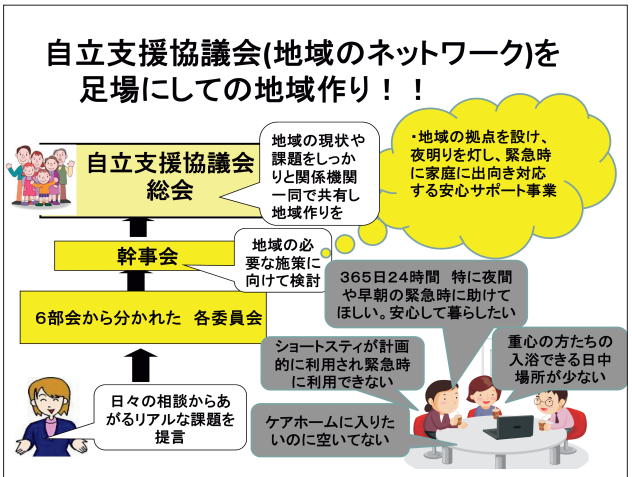 自立支援協議会(地域のネットワーク)を
足場にしての地域作り！！
自立支援協議会
総会
地域の現状や
課題をしっか
りと関係機関
一同で共有し
地域作りを
・地域の拠点を設け、
夜明りを灯し、緊急時
に家庭に出向き対応
する安心サポート事業
幹事会
地域の必
要な施策に
向けて検討
6部会から分かれた 各委員会
365日24時間 特に夜間
や早朝の緊急時に助けて
ほしい。安心して暮らしたい
ショートスティが計画
的に利用され緊急時
に利用できない
重心の方たちの
入浴できる日中
場所が少ない
日々の相談からあ
がるリアルな課題を
提言
ケアホームに入りた
いのに空いてない